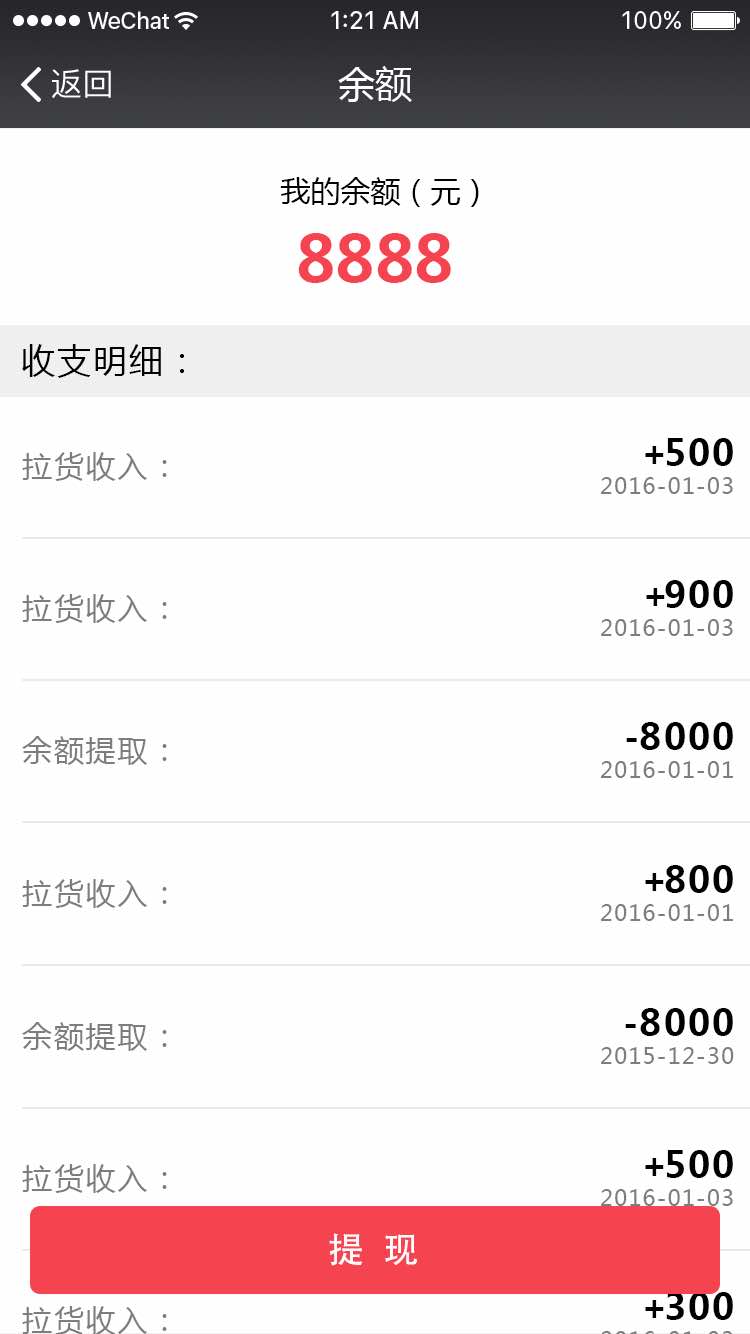 WeChat 1:21 AM 100%
返回 余额
我的余额（元）
8888
收支明细：
拉货收入： +500
2016-01-03
拉货收入： +900
2016-01-03
余额提取： -8000
2016-01-01
拉货收入： +800
2016-01-01
余额提取： -8000
2015-12-30
拉货收入： +500
2016-01-03
提 现
拉货收入： +300